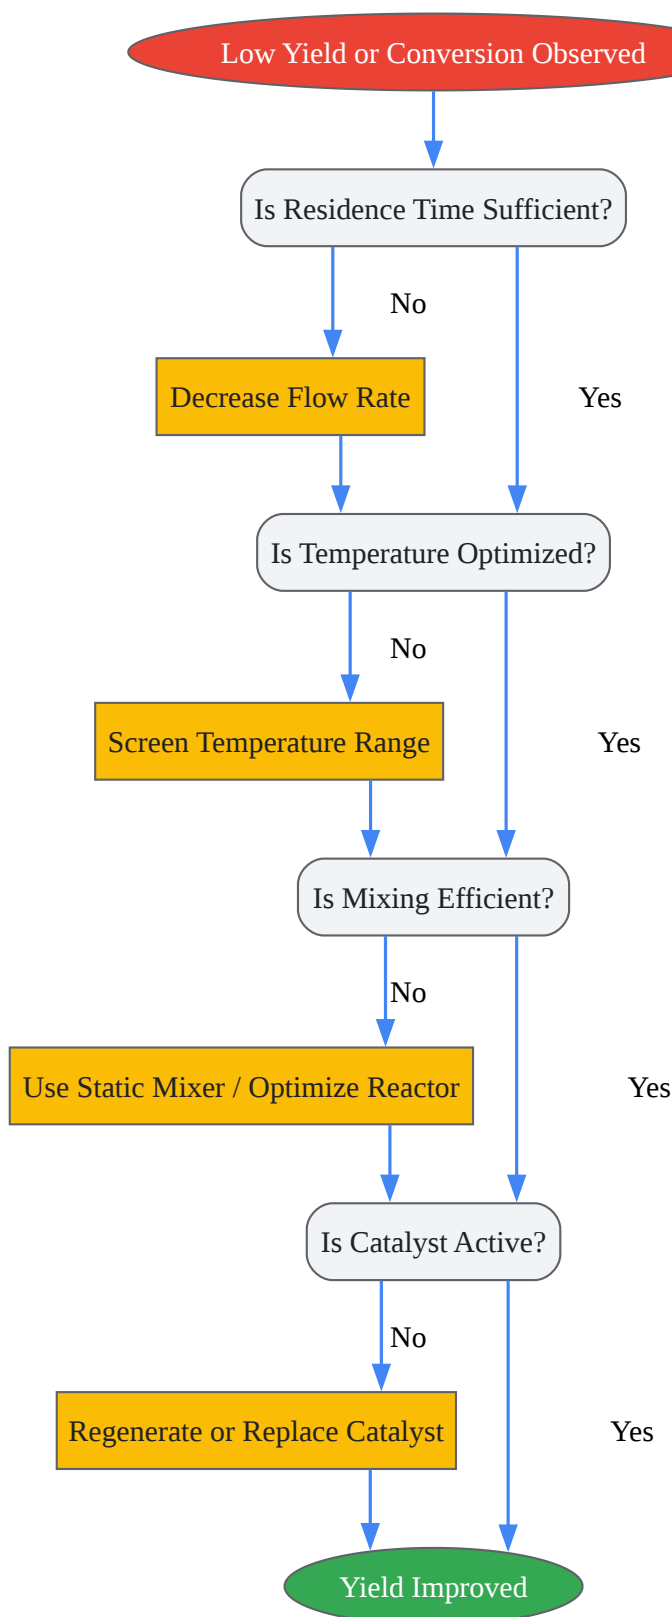 Low Yield or Conversion Observed
Is Residence Time Sufficient?
No
Decrease Flow Rate
Yes
Is Temperature Optimized?
No
Screen Temperature Range
Yes
Is Mixing Efficient?
No
Use Static Mixer / Optimize Reactor
Yes
Is Catalyst Active?
No
Regenerate or Replace Catalyst
Yes
Yield Improved